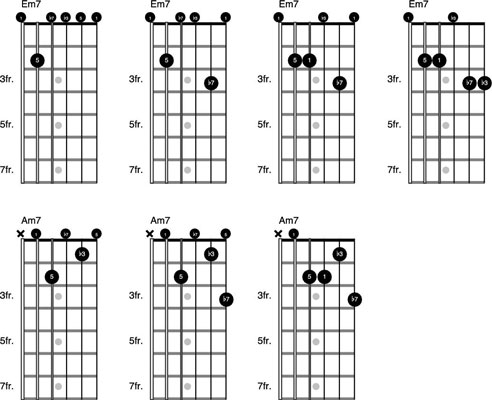 Em7 Em7 Em7 Em7
1 ♭7 ♭3 5 1 1 ♭7 ♭3 1 1 ♭3 1 1 ♭3
5 5 5 1 5 1
3fr. 3fr. ♭7 3fr. ♭7 3fr. ♭7 ♭3
5fr. 5fr. 5fr. 5fr.
7fr. 7fr. 7fr. 7fr.
Am7 Am7 Am7
× 1 ♭7 5 × 1 ♭7 5 × 1
♭3 ♭3 ♭3
5 5 5 1
3fr. 3fr. ♭7 3fr. ♭7
5fr. 5fr. 5fr.
7fr. 7fr. 7fr.